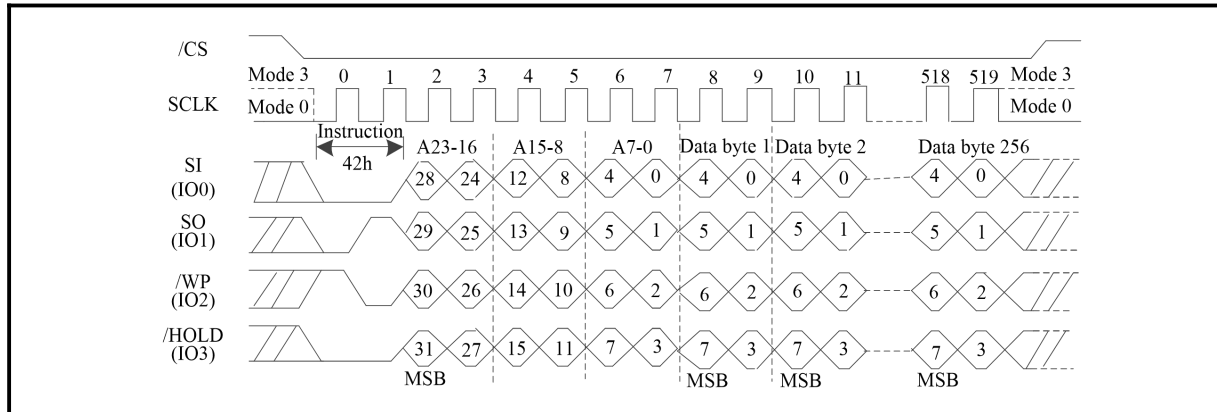 /CS
Mode 3 0 1 2 3 4 5 6 7 8 9 10 11 518 519 Mode 3
SCLK Mode 0 Mode 0
Instruction
42h
A23-16 A15-8 A7-0 Data byte 1 Data byte 2 Data byte 256
SI
(IO0)
28 24 12 8 4 0 4 0 4 0 4 0
SO
(IO1)
29 25 13 9 5 1 5 1 5 1 5 1
/WP
(IO2)
30 26 14 10 6 2 6 2 6 2 6 2
/HOLD
(IO3)
31 27 15 11 7 3 7 3 7 3 7 3
MSB MSB MSB MSB